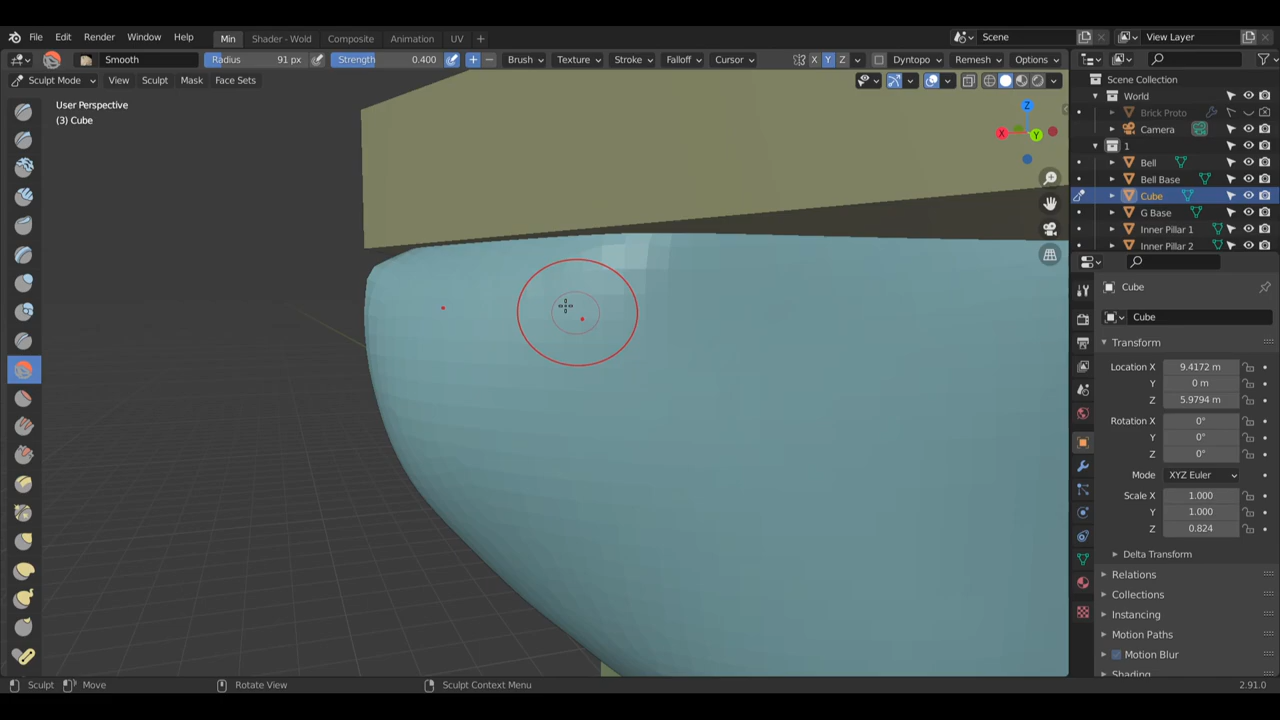 File Edit Render Window Help Min Shader - Wold Composite Animation UV + Scene View Layer
Smooth Radius 91 px Strength 0.400 Brush Texture Stroke Falloff Cursor X Y Z Dyntopo Remesh Options
Sculpt Mode View Sculpt Mask Face Sets
Scene Collection
World
Brick Proto
Camera
1
Bell
Bell Base
Cube
G Base
Inner Pillar 1
Inner Pillar 2
User Perspective
(3) Cube
Z
X
Y
Cube
Cube
Transform
Location X 9.4172 m
Y 0 m
Z 5.9794 m
Rotation X 0°
Y 0°
Z 0°
Mode XYZ Euler
Scale X 1.000
Y 1.000
Z 0.824
Delta Transform
Relations
Collections
Instancing
Motion Paths
Motion Blur
Shading
Sculpt Move Rotate View Sculpt Context Menu 2.91.0